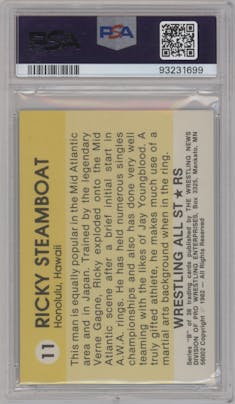 PSA
PSA
93231699
11
RICKY STEAMBOAT
Honolulu, Hawaii
This man is equally popular in the Mid Atlantic
area and in Japan. Trained by the legendary
Verne Gagne, Ricky exploded onto the Mid
Atlantic scene after a brief initial start in
A.W.A. rings. He has held numerous singles
championships and also has done very well
teaming with the likes of Jay Youngblood. A
truly gifted athlete, he makes much use of a
martial arts background when in the ring.
WRESTLING ALL ST★RS
Series "B" of 36 trading cards published by THE WRESTLING NEWS
DIVISION OF PRO WRESTLING ENTERPRISES, Box 3325, Mankato, MN
56002 Copyright 1982 — All Rights Reserved